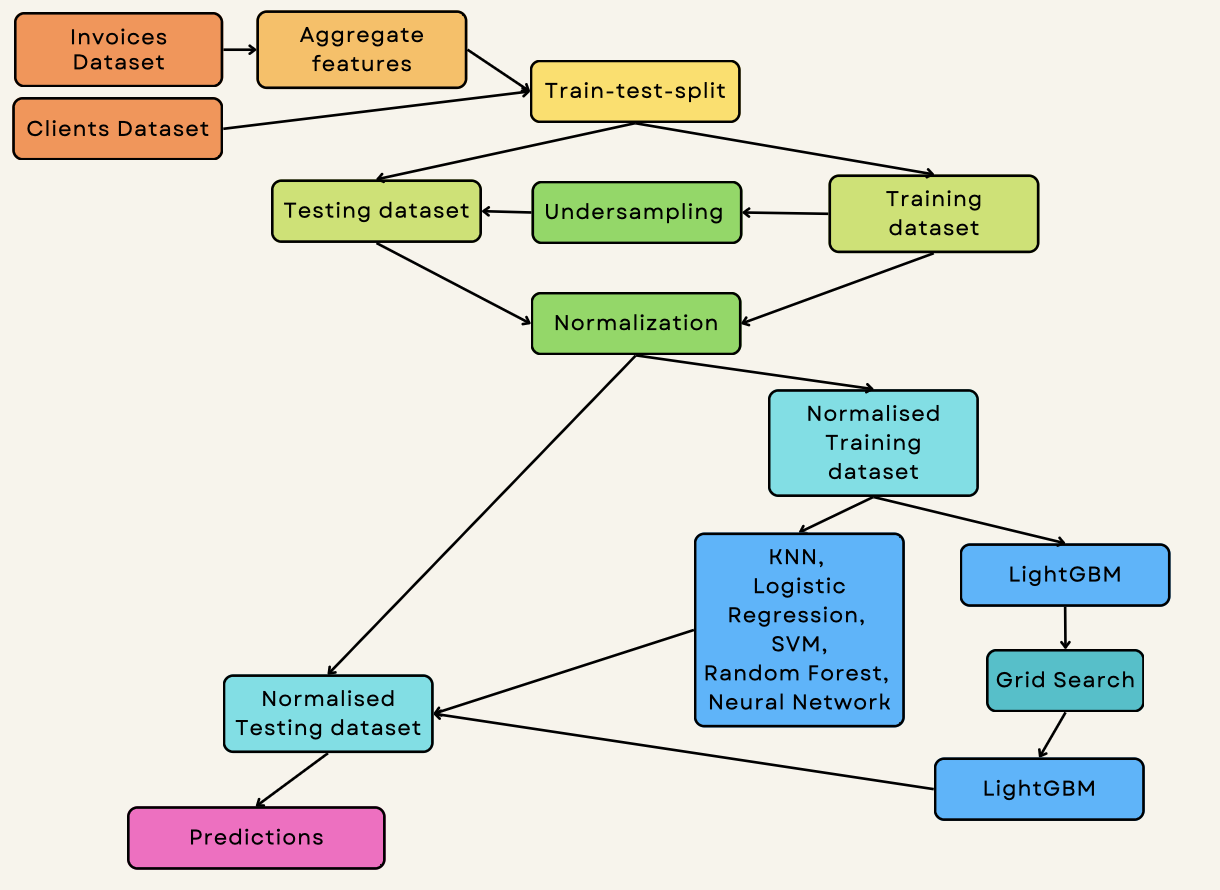 Invoices
Dataset
Aggregate
features
Clients Dataset
Train-test-split
Testing dataset
Undersampling
Training
dataset
Normalization
Normalised
Training
dataset
KNN,
Logistic
Regression,
SVM,
Random Forest,
Neural Network
LightGBM
Grid Search
LightGBM
Normalised
Testing dataset
Predictions